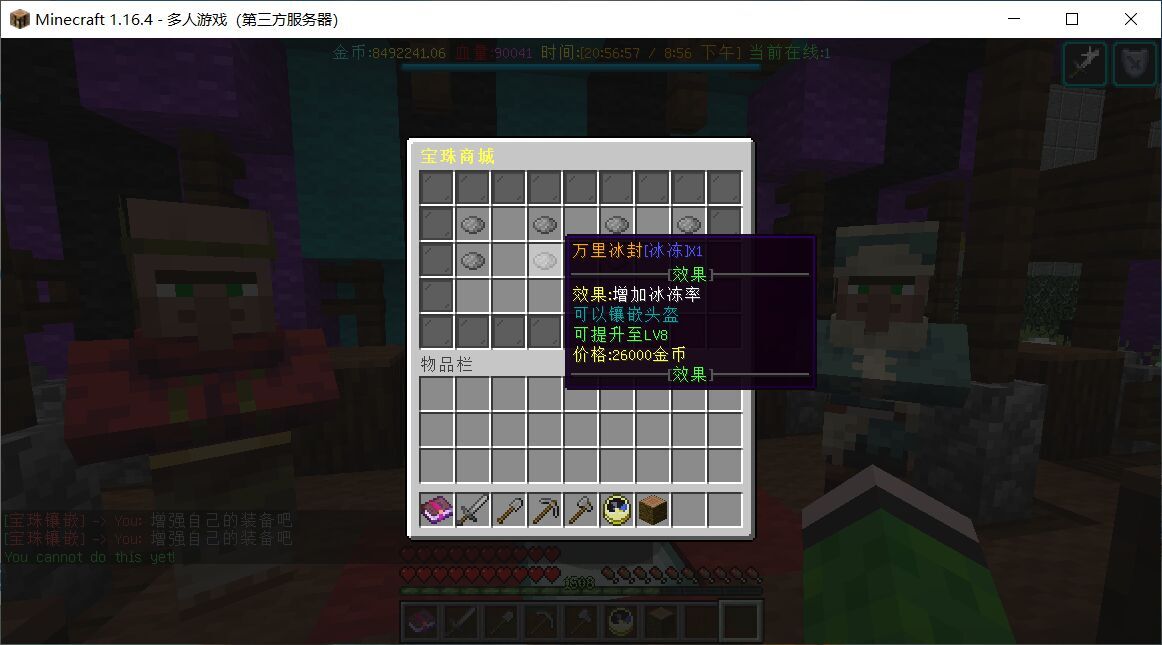 Minecraft 1.16.4 - 多人游戏（第三方服务器）
金币:8492241.06 血量:90041 时间:[20:56:57 / 8:56 下午] 当前在线:1
宝珠商城
万里冰封[冰冻]X1
[效果]
效果:增加冰冻率
可以镶嵌头盔
可提升至LV8
价格:26000金币
[效果]
物品栏
[宝珠镶嵌] -> You: 增强自己的装备吧
[宝珠镶嵌] -> You: 增强自己的装备吧
You cannot do this yet!
1508